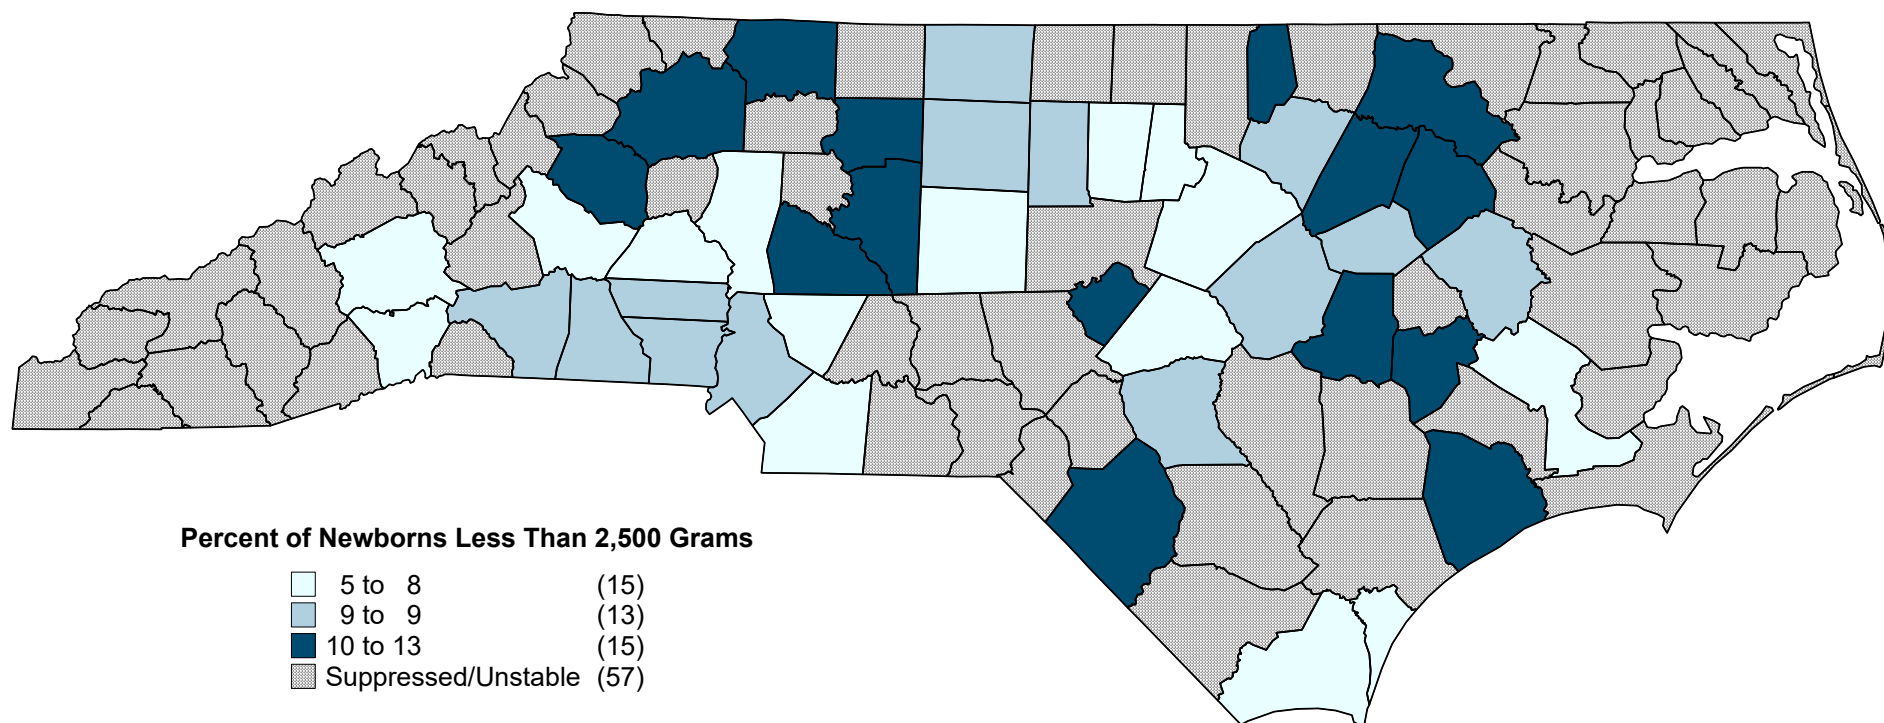 Percent of Newborns Less Than 2,500 Grams
5 to 8 (15)
9 to 9 (13)
10 to 13 (15)
Suppressed/Unstable (57)